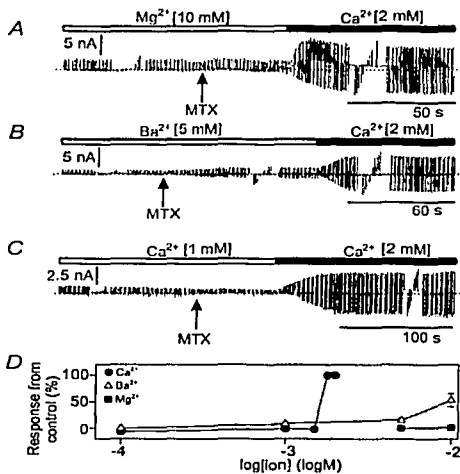 A
Mg²⁺ [10 mM]
Ca²⁺ [2 mM]
5 nA
MTX
50 s
B
Ba²⁺ [5 mM]
Ca²⁺ [2 mM]
5 nA
MTX
60 s
C
Ca²⁺ [1 mM]
Ca²⁺ [2 mM]
2.5 nA
MTX
100 s
D
Response from
control (%)
100
50
0
Ca²⁺
Ba²⁺
Mg²⁺
-4
-3
-2
log[ion] (logM)